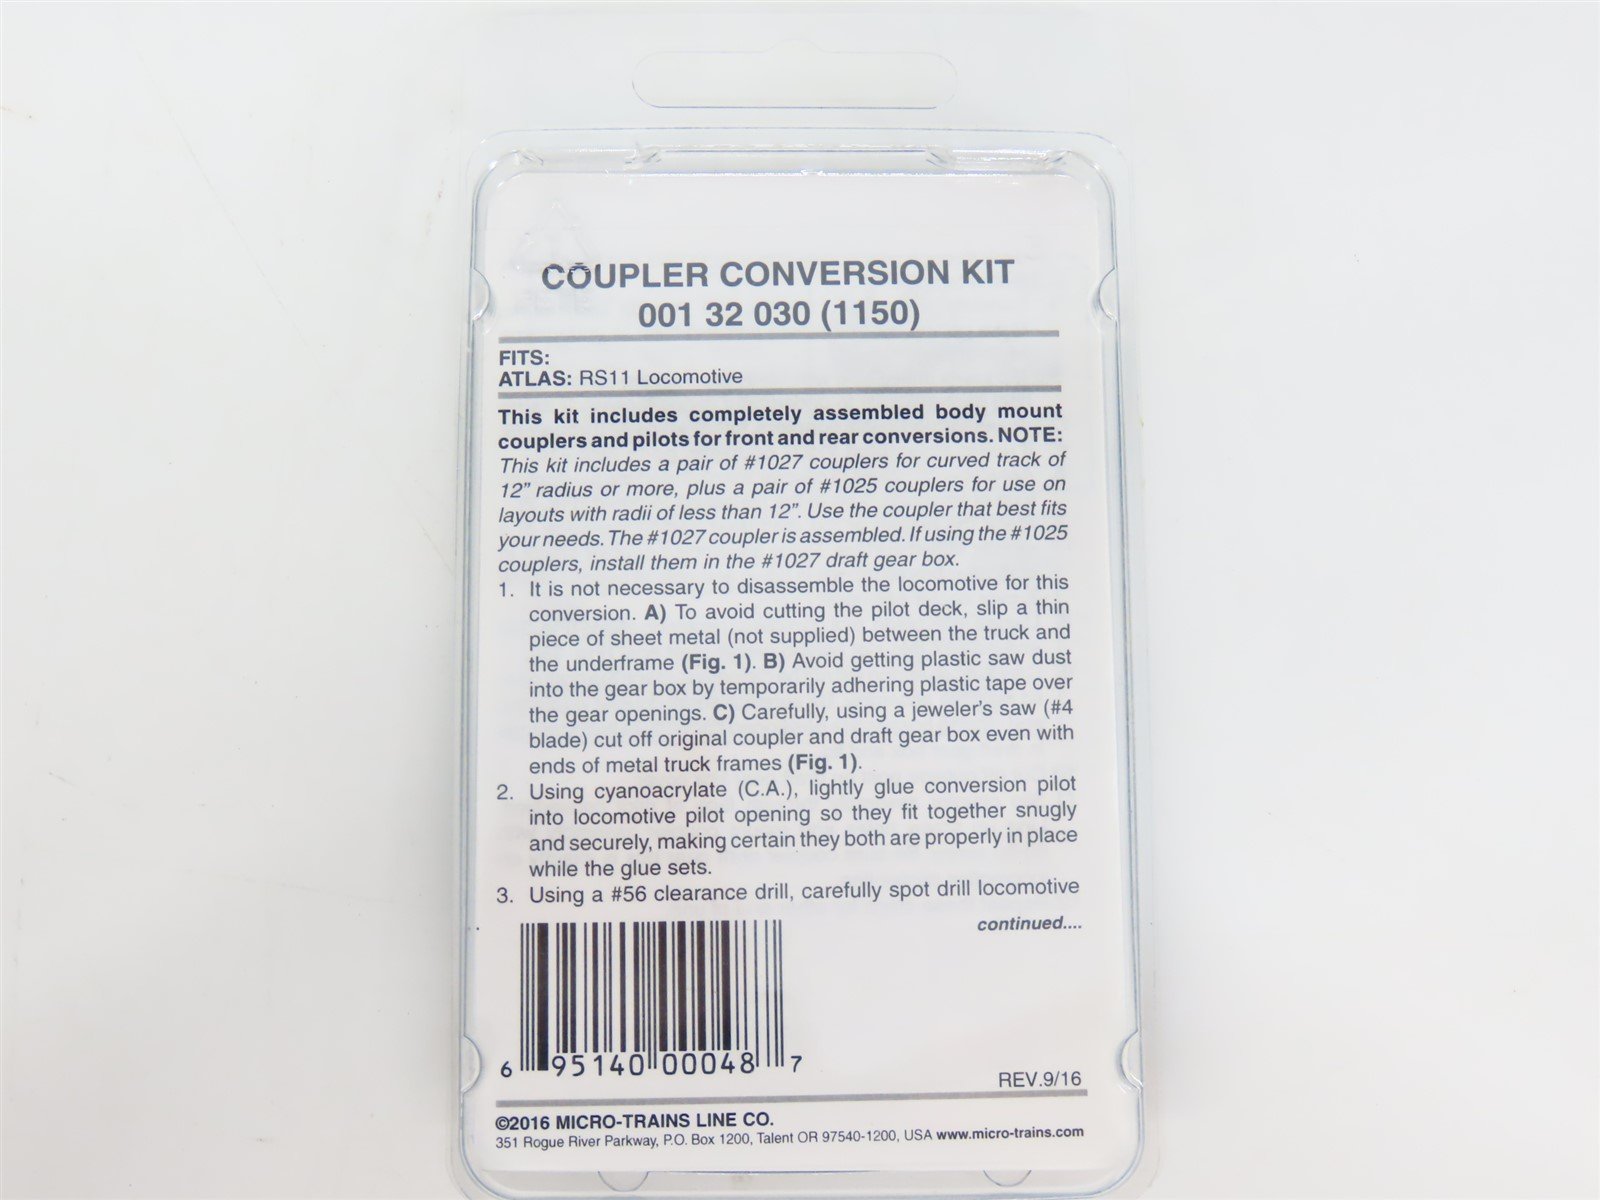 COUPLER CONVERSION KIT
001 32 030 (1150)
FITS:
ATLAS: RS11 Locomotive
This kit includes completely assembled body mount
couplers and pilots for front and rear conversions. NOTE:
This kit includes a pair of #1027 couplers for curved track of
12” radius or more, plus a pair of #1025 couplers for use on
layouts with radii of less than 12”. Use the coupler that best fits
your needs. The #1027 coupler is assembled. If using the #1025
couplers, install them in the #1027 draft gear box.
1. It is not necessary to disassemble the locomotive for this
conversion. A) To avoid cutting the pilot deck, slip a thin
piece of sheet metal (not supplied) between the truck and
the underframe (Fig. 1). B) Avoid getting plastic saw dust
into the gear box by temporarily adhering plastic tape over
the gear openings. C) Carefully, using a jeweler's saw (#4
blade) cut off original coupler and draft gear box even with
ends of metal truck frames (Fig. 1).
2. Using cyanoacrylate (C.A.), lightly glue conversion pilot
into locomotive pilot opening so they fit together snugly
and securely, making certain they both are properly in place
while the glue sets.
3. Using a #56 clearance drill, carefully spot drill locomotive
continued....
6 95140 00048 7
REV.9/16
©2016 MICRO-TRAINS LINE CO.
351 Rogue River Parkway, P.O. Box 1200, Talent OR 97540-1200, USA www.micro-trains.com